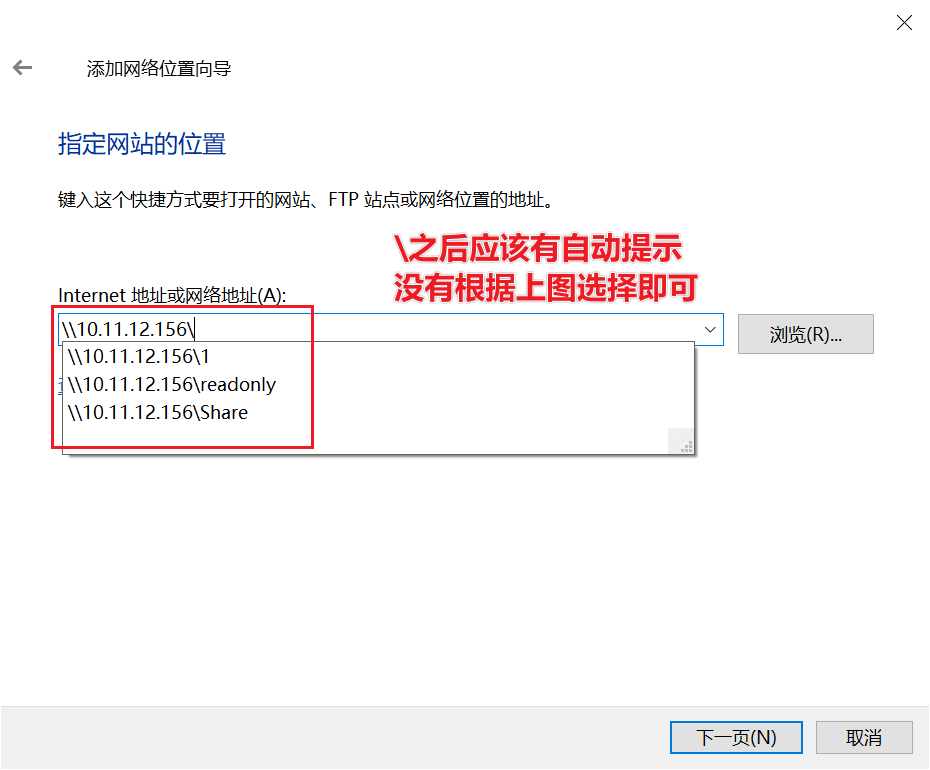 添加网络位置向导
指定网站的位置
键入这个快捷方式要打开的网站、FTP 站点或网络位置的地址。
\之后应该有自动提示
没有根据上图选择即可
Internet 地址或网络地址(A):
\\10.11.12.156\
浏览(R)...
\\10.11.12.156\1
\\10.11.12.156\readonly
\\10.11.12.156\Share
下一页(N)
取消